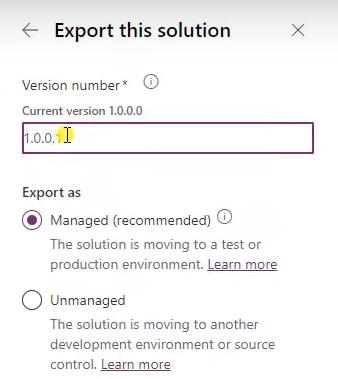 Export this solution
Version number*
Current version 1.0.0.0
1.0.0.1
Export as
Managed (recommended)
The solution is moving to a test or
production environment. Learn more
Unmanaged
The solution is moving to another
development environment or source
control. Learn more